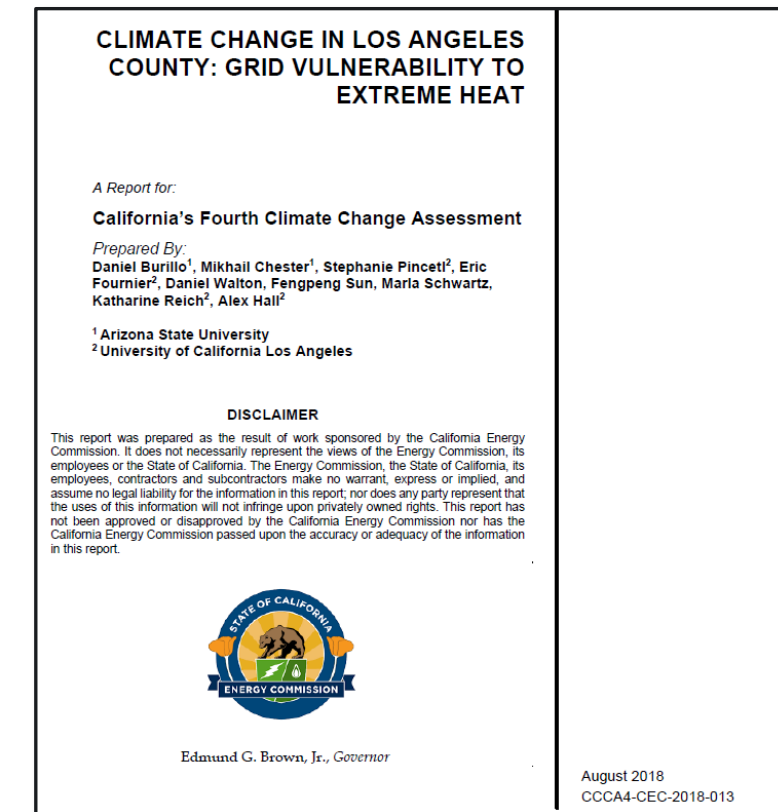 CLIMATE CHANGE IN LOS ANGELES
COUNTY: GRID VULNERABILITY TO
EXTREME HEAT
A Report for:
California's Fourth Climate Change Assessment
Prepared By:
Daniel Burillo¹, Mikhail Chester¹, Stephanie Pincetl², Eric
Fournier², Daniel Walton, Fengpeng Sun, Marla Schwartz,
Katharine Reich², Alex Hall²
¹ Arizona State University
² University of California Los Angeles
DISCLAIMER
This report was prepared as the result of work sponsored by the California Energy
Commission. It does not necessarily represent the views of the Energy Commission, its
employees or the State of California. The Energy Commission, the State of California, its
employees, contractors and subcontractors make no warrant, express or implied, and
assume no legal liability for the information in this report; nor does any party represent that
the uses of this information will not infringe upon privately owned rights. This report has
not been approved or disapproved by the California Energy Commission nor has the
California Energy Commission passed upon the accuracy or adequacy of the information
in this report.
STATE OF CALIFORNIA
ENERGY COMMISSION
Edmund G. Brown, Jr., Governor
August 2018
CCCA4-CEC-2018-013